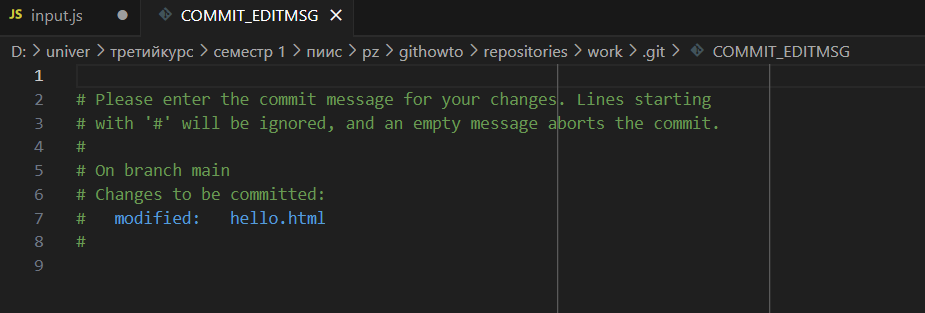 JS input.js COMMIT_EDITMSG
D: > univer > третийкурс > семестр 1 > пиис > pz > githowto > repositories > work > .git > COMMIT_EDITMSG
1
2 # Please enter the commit message for your changes. Lines starting
3 # with '#' will be ignored, and an empty message aborts the commit.
4 #
5 # On branch main
6 # Changes to be committed:
7 #   modified:   hello.html
8 #
9